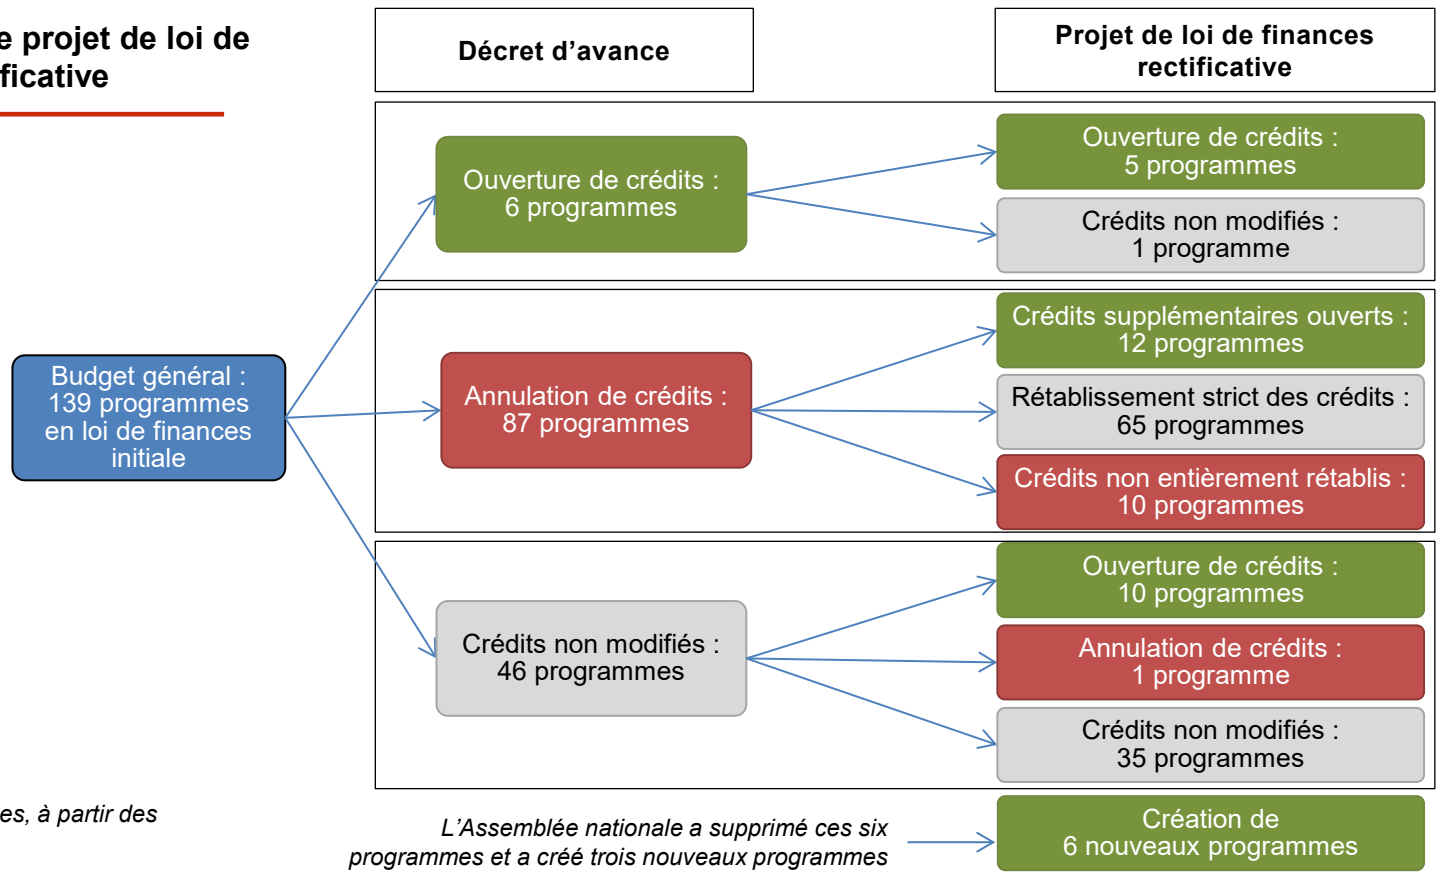 e projet de loi de
ficative
Décret d’avance
Projet de loi de finances
rectificative
Ouverture de crédits :
6 programmes
Ouverture de crédits :
5 programmes
Crédits non modifiés :
1 programme
Budget général :
139 programmes
en loi de finances
initiale
Annulation de crédits :
87 programmes
Crédits supplémentaires ouverts :
12 programmes
Rétablissement strict des crédits :
65 programmes
Crédits non entièrement rétablis :
10 programmes
Crédits non modifiés :
46 programmes
Ouverture de crédits :
10 programmes
Annulation de crédits :
1 programme
Crédits non modifiés :
35 programmes
es, à partir des
L’Assemblée nationale a supprimé ces six
programmes et a créé trois nouveaux programmes
Création de
6 nouveaux programmes